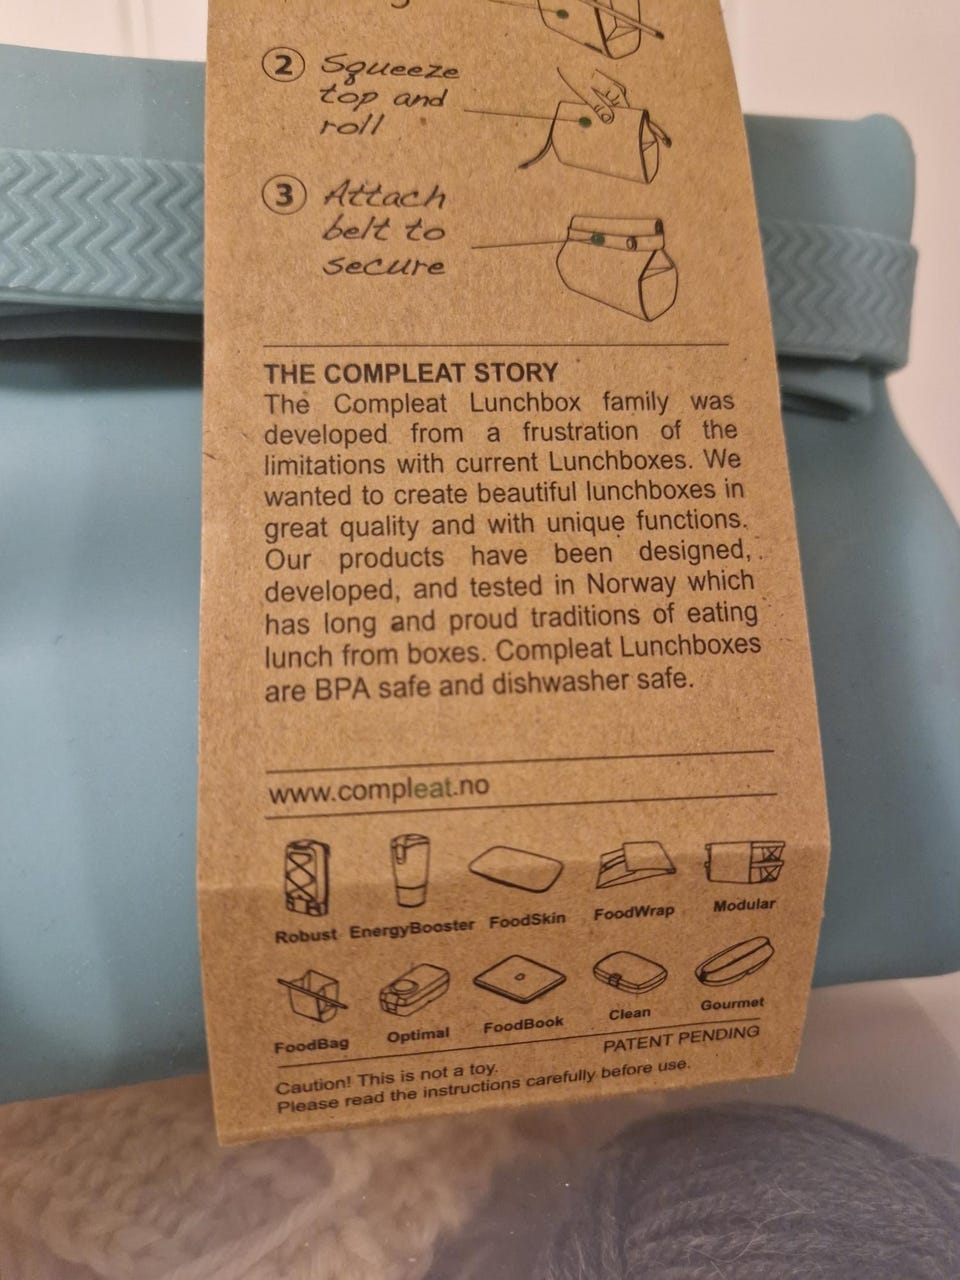 2 Squeeze
top and
roll
3 Attach
belt to
secure
THE COMPLEAT STORY
The Compleat Lunchbox family was
developed from a frustration of the
limitations with current Lunchboxes. We
wanted to create beautiful lunchboxes in
great quality and with unique functions.
Our products have been designed,
developed, and tested in Norway which
has long and proud traditions of eating
lunch from boxes. Compleat Lunchboxes
are BPA safe and dishwasher safe.
www.compleat.no
Robust EnergyBooster FoodSkin FoodWrap Modular
FoodBag Optimal FoodBook Clean Gourmet
PATENT PENDING
Caution! This is not a toy.
Please read the instructions carefully before use.